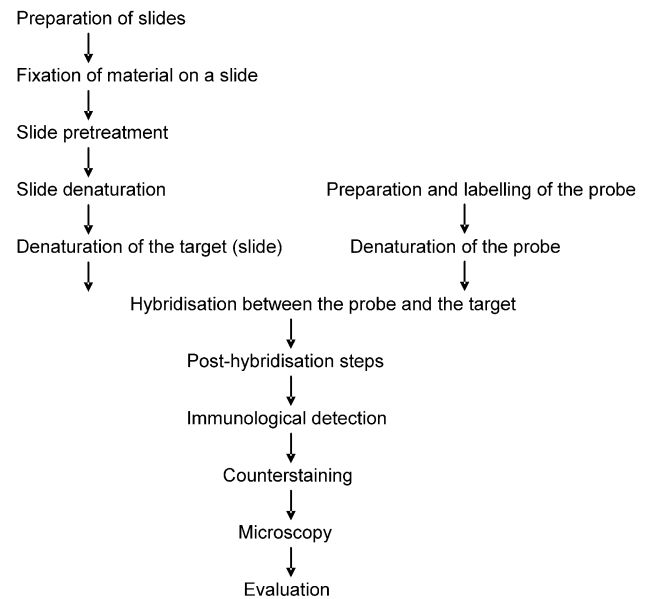 Preparation of slides
Fixation of material on a slide
Slide pretreatment
Slide denaturation
Preparation and labelling of the probe
Denaturation of the target (slide)
Denaturation of the probe
Hybridisation between the probe and the target
Post-hybridisation steps
Immunological detection
Counterstaining
Microscopy
Evaluation